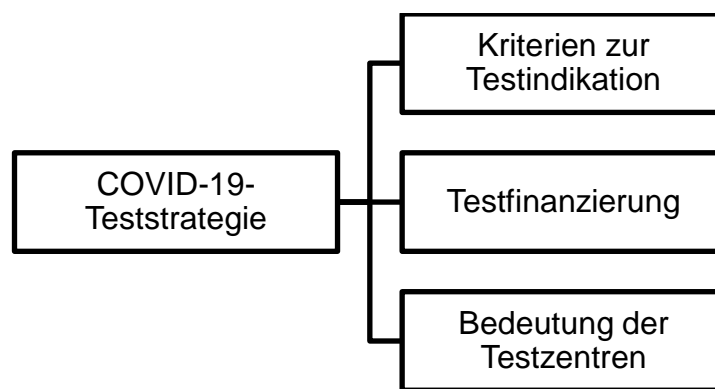 Kriterien zur
Testindikation
COVID-19-
Teststrategie
Testfinanzierung
Bedeutung der
Testzentren